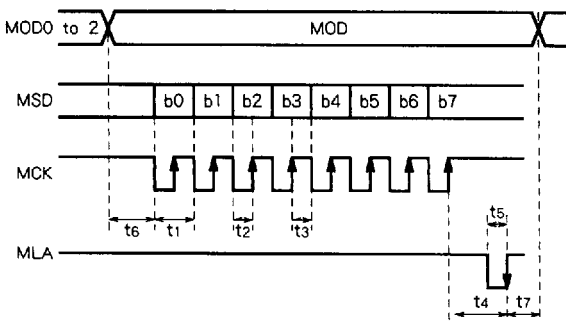 MOD0 to 2 MOD
MSD b0 b1 b2 b3 b4 b5 b6 b7
MCK
t6 t1 t2 t3
t5
MLA
t4 t7